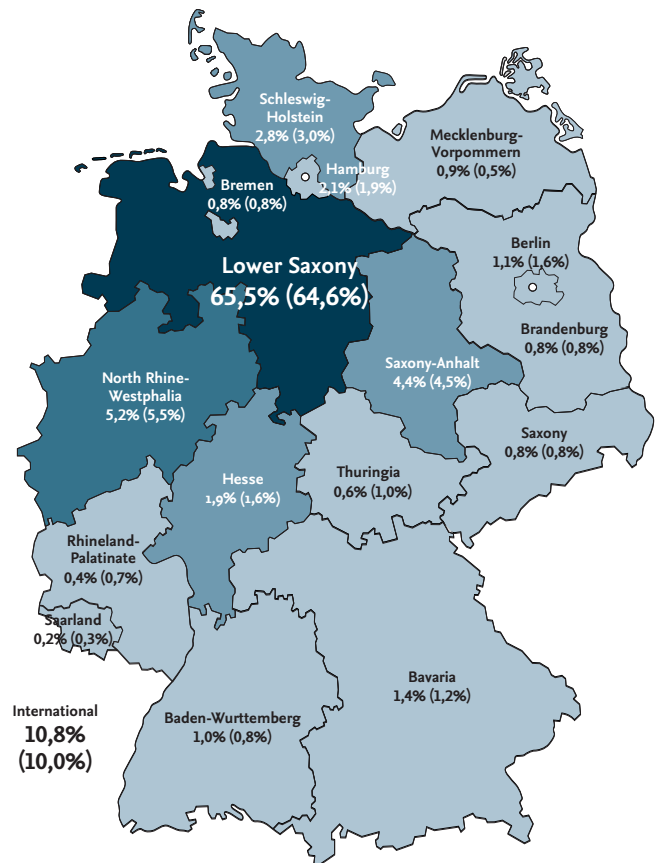 Schleswig-
Holstein
2,8% (3,0%)
Mecklenburg-
Vorpommern
0,9% (0,5%)
Hamburg
2,1% (1,9%)
Bremen
0,8% (0,8%)
Berlin
1,1% (1,6%)
Lower Saxony
65,5% (64,6%)
Brandenburg
0,8% (0,8%)
Saxony-Anhalt
4,4% (4,5%)
North Rhine-
Westphalia
5,2% (5,5%)
Saxony
0,8% (0,8%)
Hesse
1,9% (1,6%)
Thuringia
0,6% (1,0%)
Rhineland-
Palatinate
0,4% (0,7%)
Saarland
0,2% (0,3%)
Bavaria
1,4% (1,2%)
International
10,8%
(10,0%)
Baden-Wurttemberg
1,0% (0,8%)